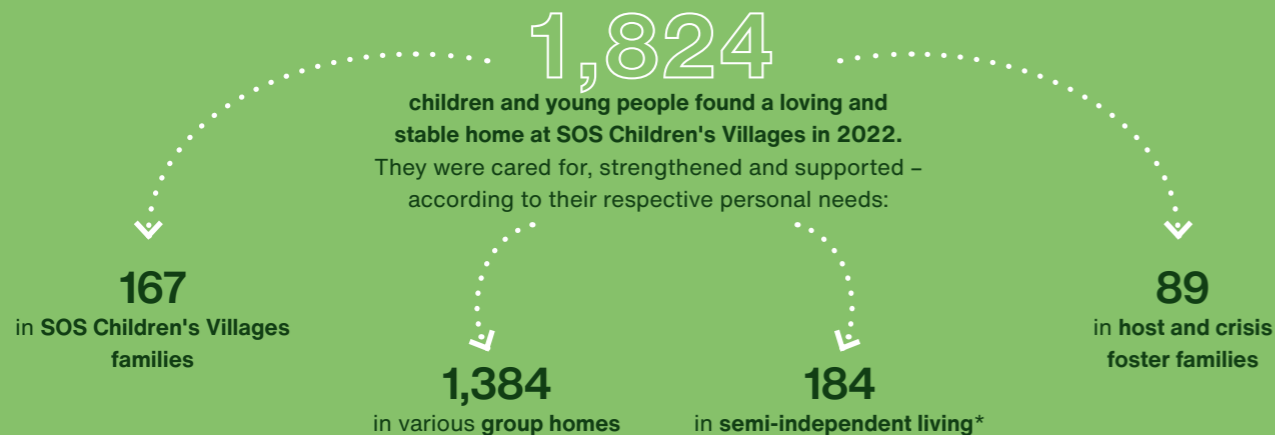 1,824
children and young people found a loving and
stable home at SOS Children's Villages in 2022.
They were cared for, strengthened and supported –
according to their respective personal needs:
167
in SOS Children's Villages
families
1,384
in various group homes
184
in semi-independent living*
89
in host and crisis
foster families